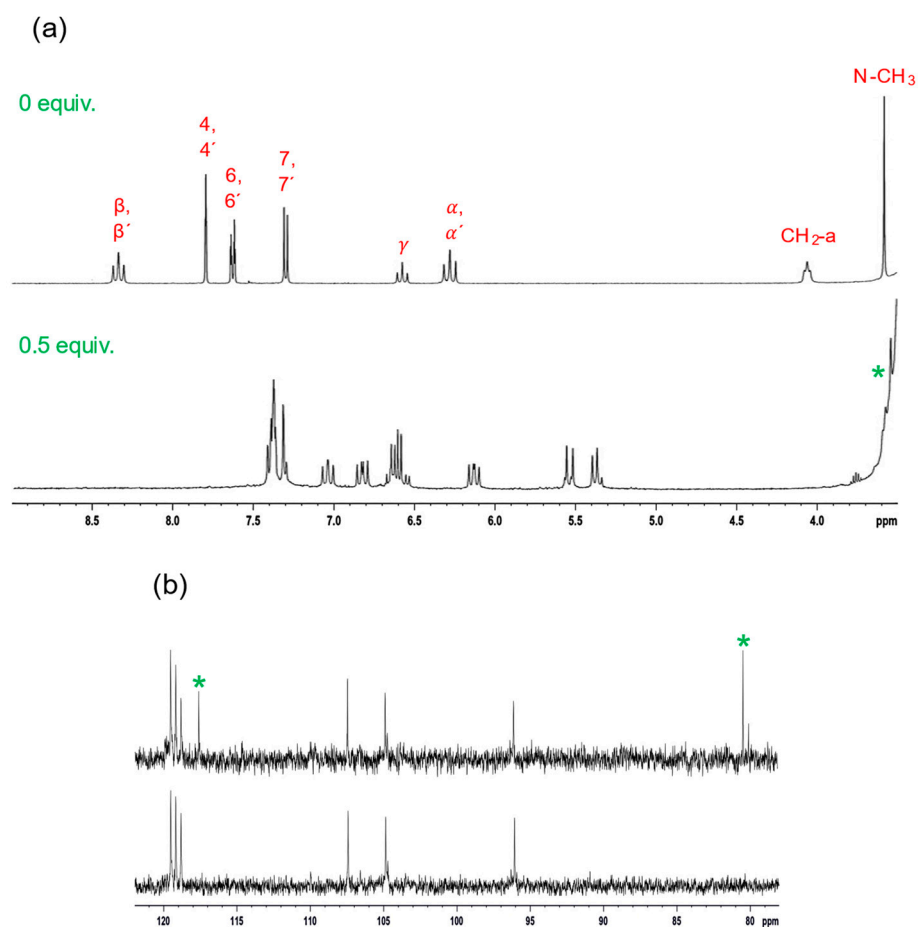 (a)
N-CH₃
0 equiv.
4,
4´
6,
6´
7,
7´
β,
β´
γ
α,
α´
CH₂-a
0.5 equiv.
*
8.5 8.0 7.5 7.0 6.5 6.0 5.5 5.0 4.5 4.0 ppm
(b)
* *
120 115 110 105 100 95 90 85 80 ppm